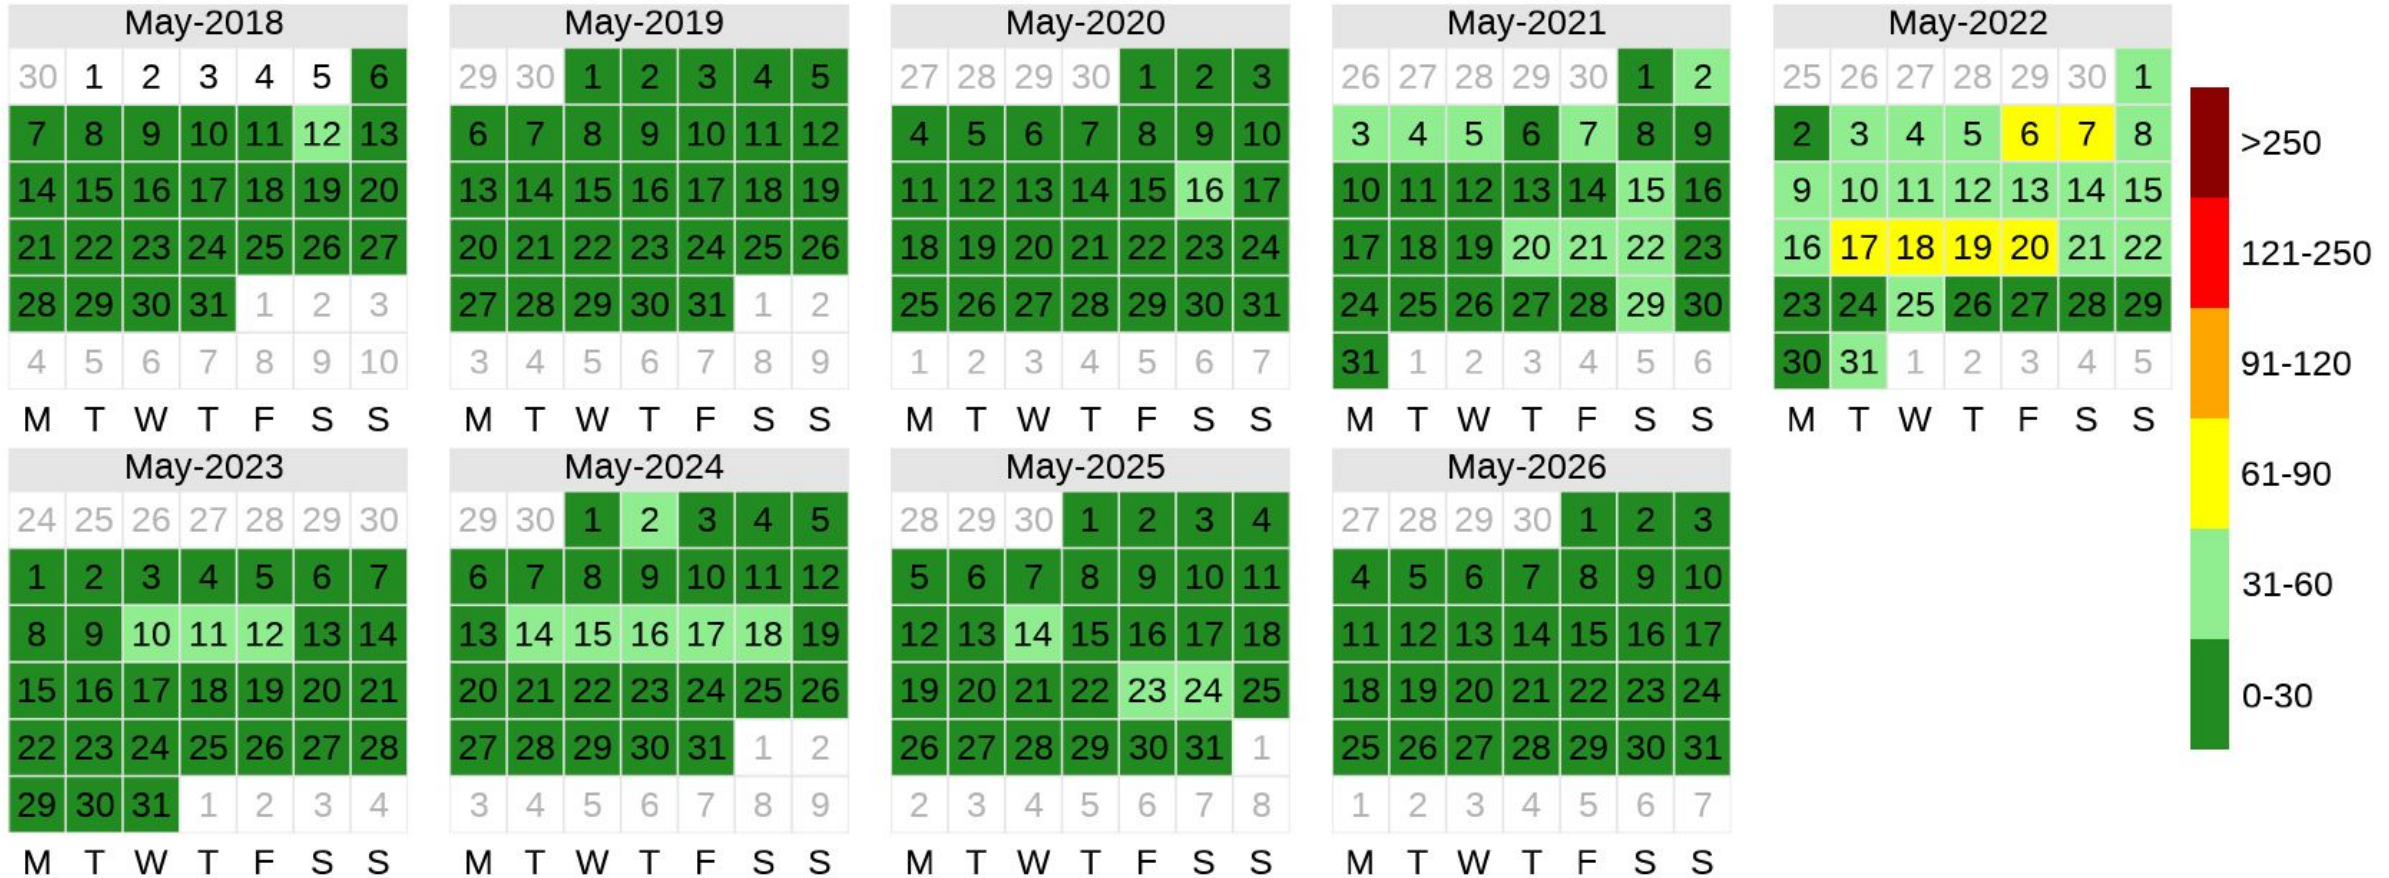 May-2018 May-2019 May-2020 May-2021 May-2022
30 1 2 3 4 5 6 29 30 1 2 3 4 5 27 28 29 30 1 2 3 26 27 28 29 30 1 2 25 26 27 28 29 30 1
7 8 9 10 11 12 13 6 7 8 9 10 11 12 4 5 6 7 8 9 10 3 4 5 6 7 8 9 2 3 4 5 6 7 8
>250
14 15 16 17 18 19 20 13 14 15 16 17 18 19 11 12 13 14 15 16 17 10 11 12 13 14 15 16 9 10 11 12 13 14 15
21 22 23 24 25 26 27 20 21 22 23 24 25 26 18 19 20 21 22 23 24 17 18 19 20 21 22 23 16 17 18 19 20 21 22
121-250
28 29 30 31 1 2 3 27 28 29 30 31 1 2 25 26 27 28 29 30 31 24 25 26 27 28 29 30 23 24 25 26 27 28 29
4 5 6 7 8 9 10 3 4 5 6 7 8 9 1 2 3 4 5 6 7 31 1 2 3 4 5 6 30 31 1 2 3 4 5
91-120
M T W T F S S M T W T F S S M T W T F S S M T W T F S S M T W T F S S
May-2023 May-2024 May-2025 May-2026
61-90
24 25 26 27 28 29 30 29 30 1 2 3 4 5 28 29 30 1 2 3 4 27 28 29 30 1 2 3
1 2 3 4 5 6 7 6 7 8 9 10 11 12 5 6 7 8 9 10 11 4 5 6 7 8 9 10
31-60
8 9 10 11 12 13 14 13 14 15 16 17 18 19 12 13 14 15 16 17 18 11 12 13 14 15 16 17
15 16 17 18 19 20 21 20 21 22 23 24 25 26 19 20 21 22 23 24 25 18 19 20 21 22 23 24
0-30
22 23 24 25 26 27 28 27 28 29 30 31 1 2 26 27 28 29 30 31 1 25 26 27 28 29 30 31
29 30 31 1 2 3 4 3 4 5 6 7 8 9 2 3 4 5 6 7 8 1 2 3 4 5 6 7
M T W T F S S M T W T F S S M T W T F S S M T W T F S S